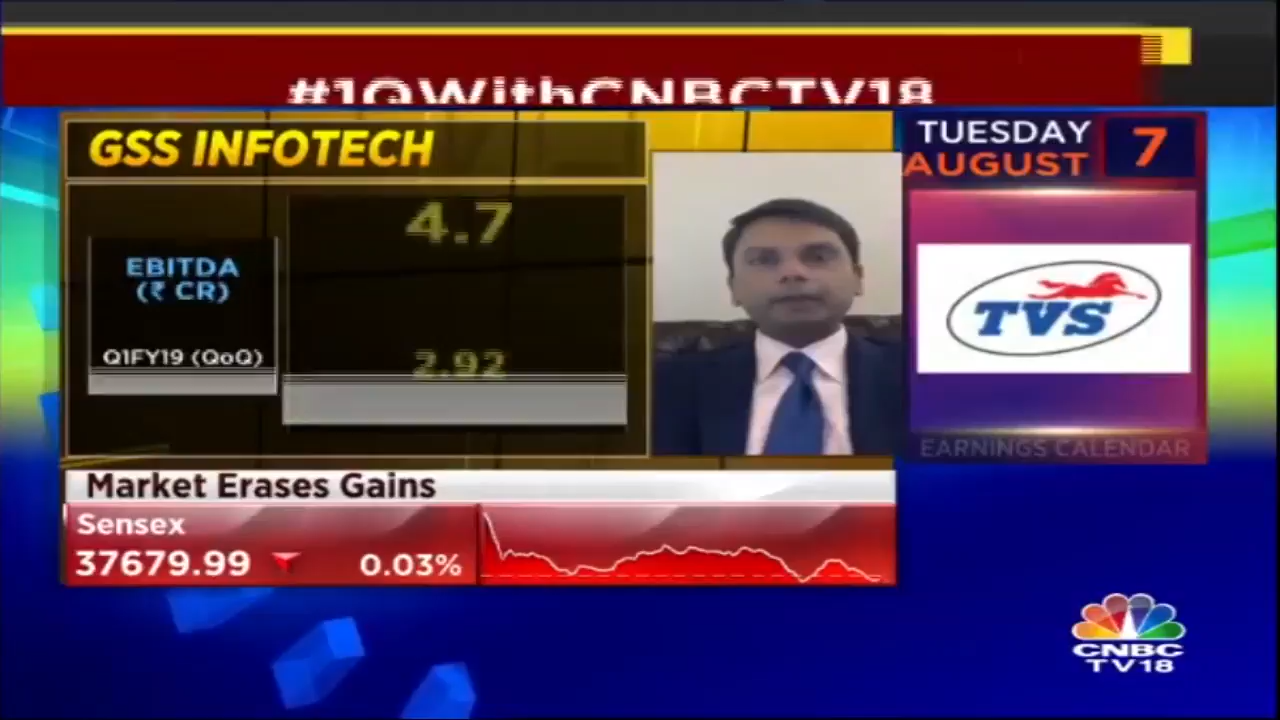 #1QWithCNBCTV18
GSS INFOTECH
4.7
EBITDA
(₹ CR)
Q1FY19 (QoQ)
2.92
TUESDAY
AUGUST
7
TVS
EARNINGS CALENDAR
Market Erases Gains
Sensex
37679.99
0.03%
CNBC
TV18